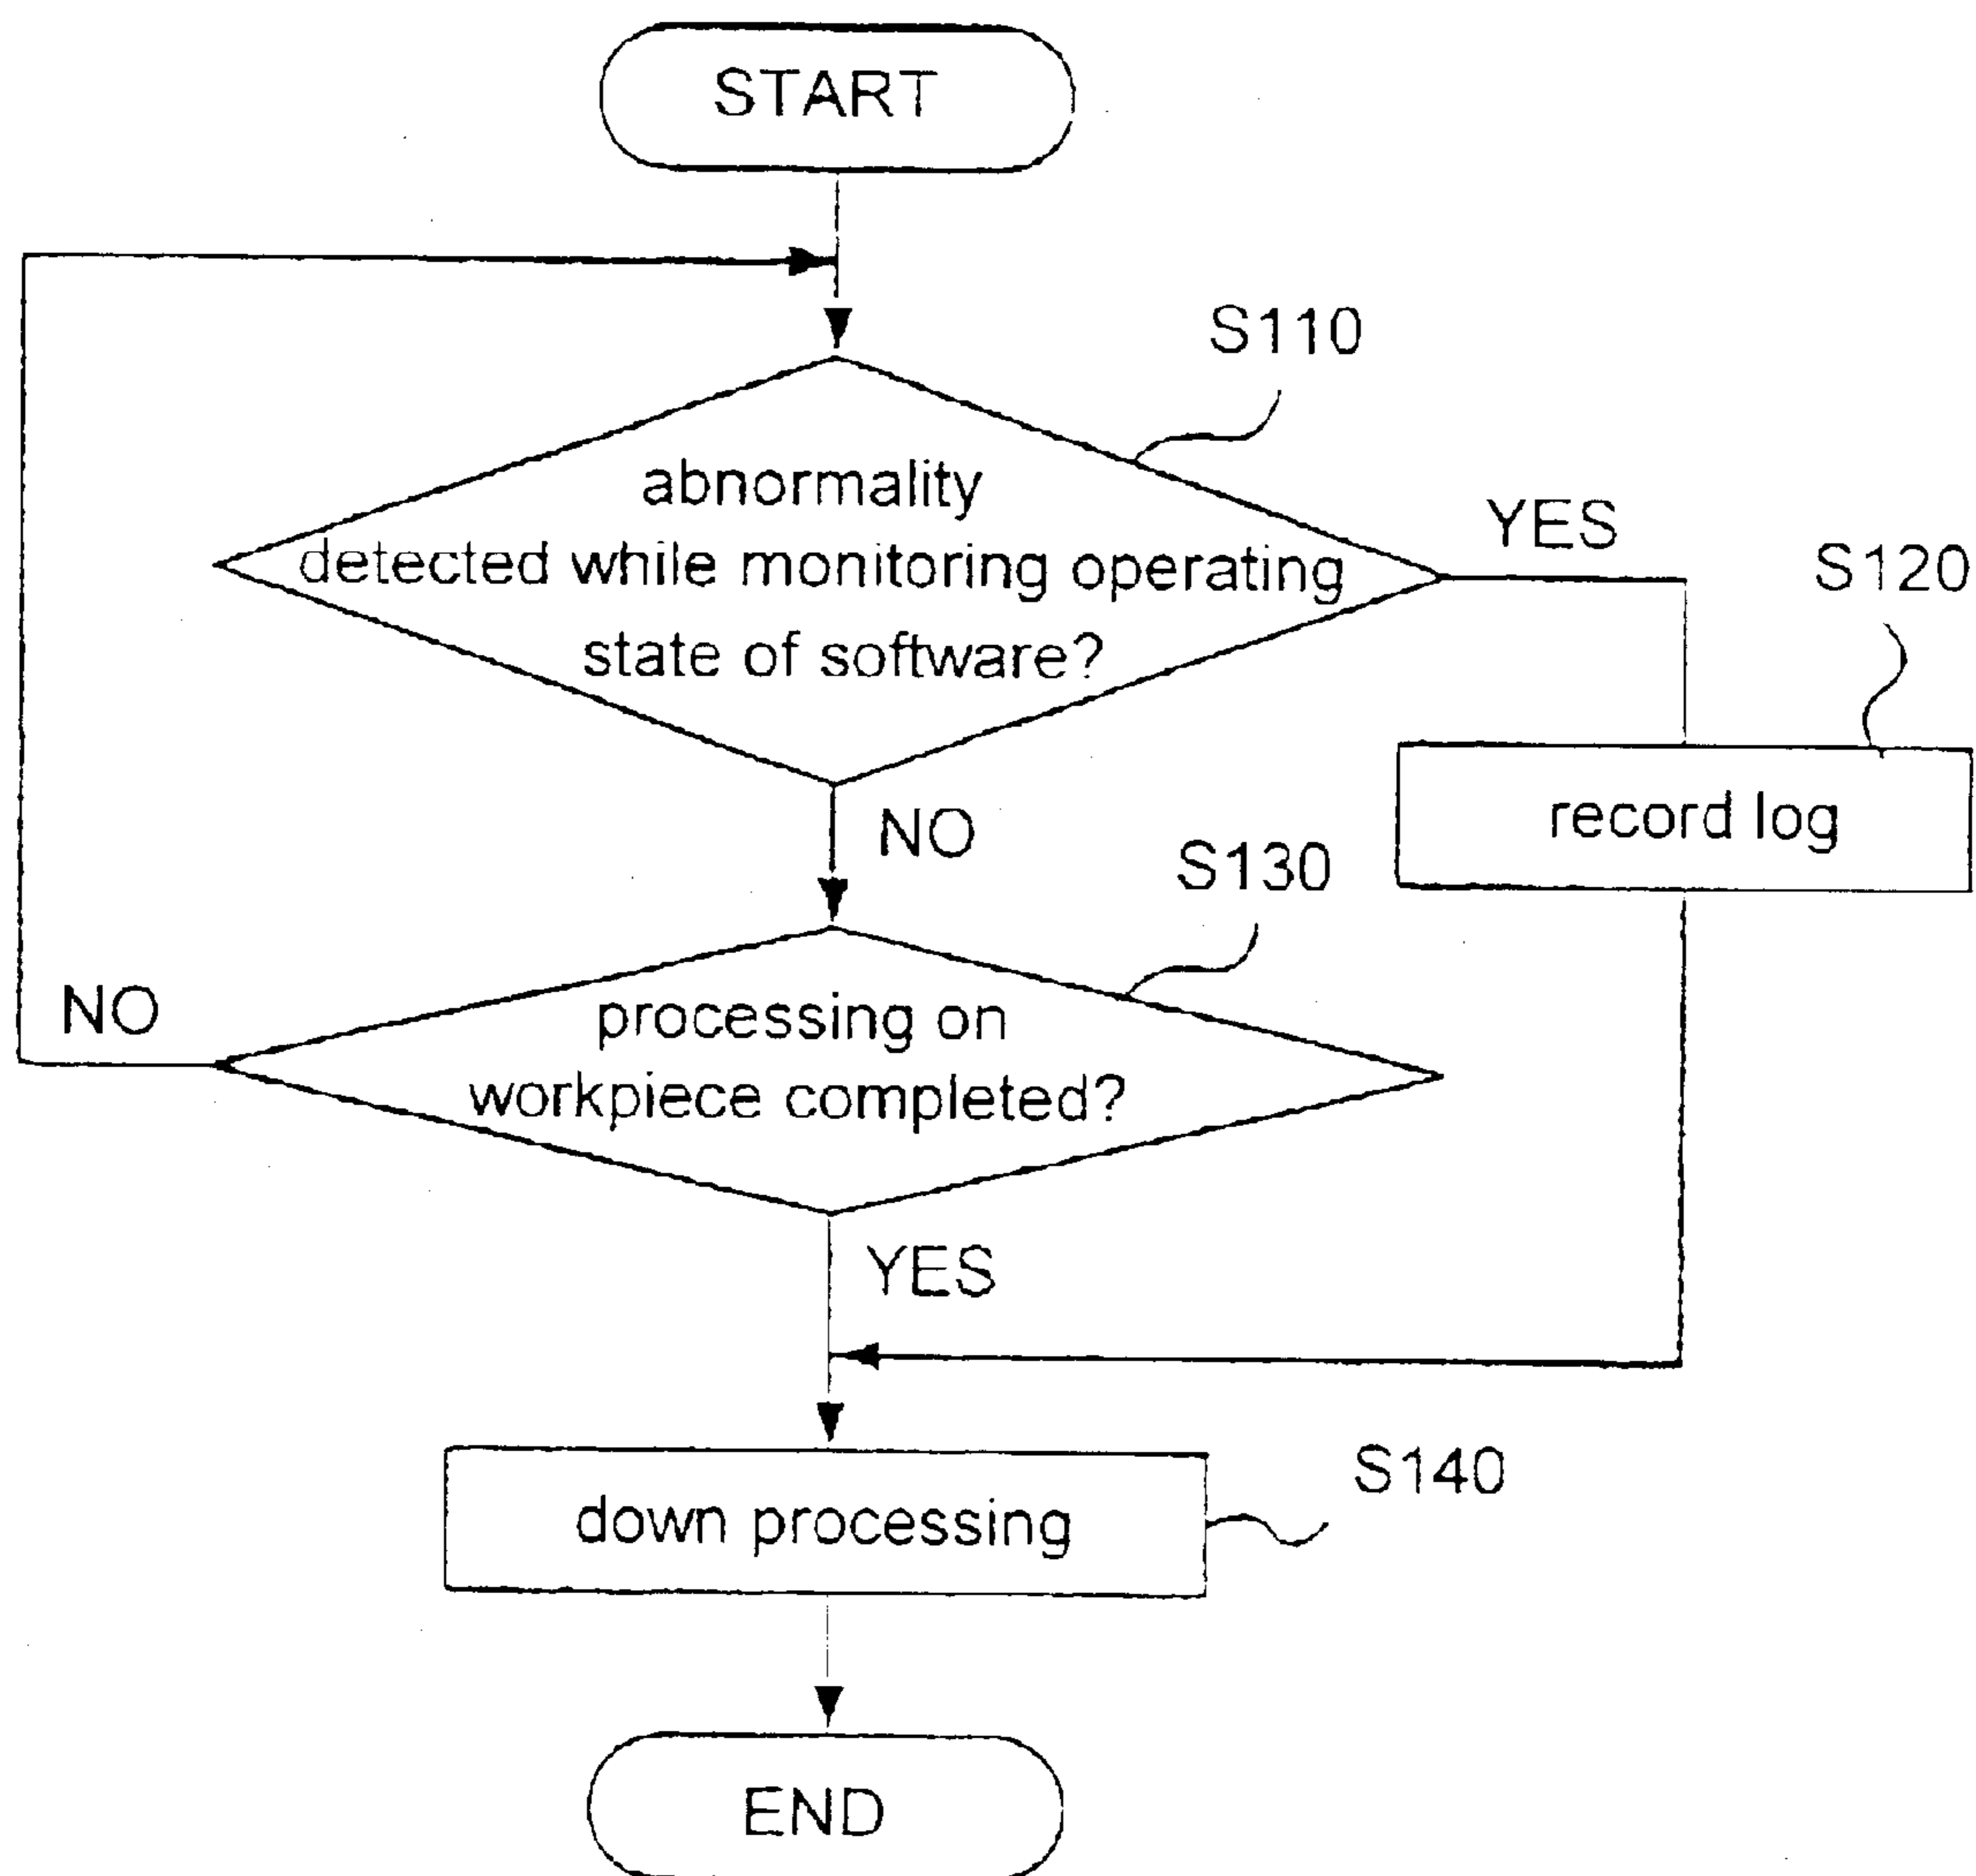 START
S110
abnormality
detected while monitoring operating
state of software?
YES
S120
record log
NO
S130
processing on
workpiece completed?
NO
YES
down processing
S140
END